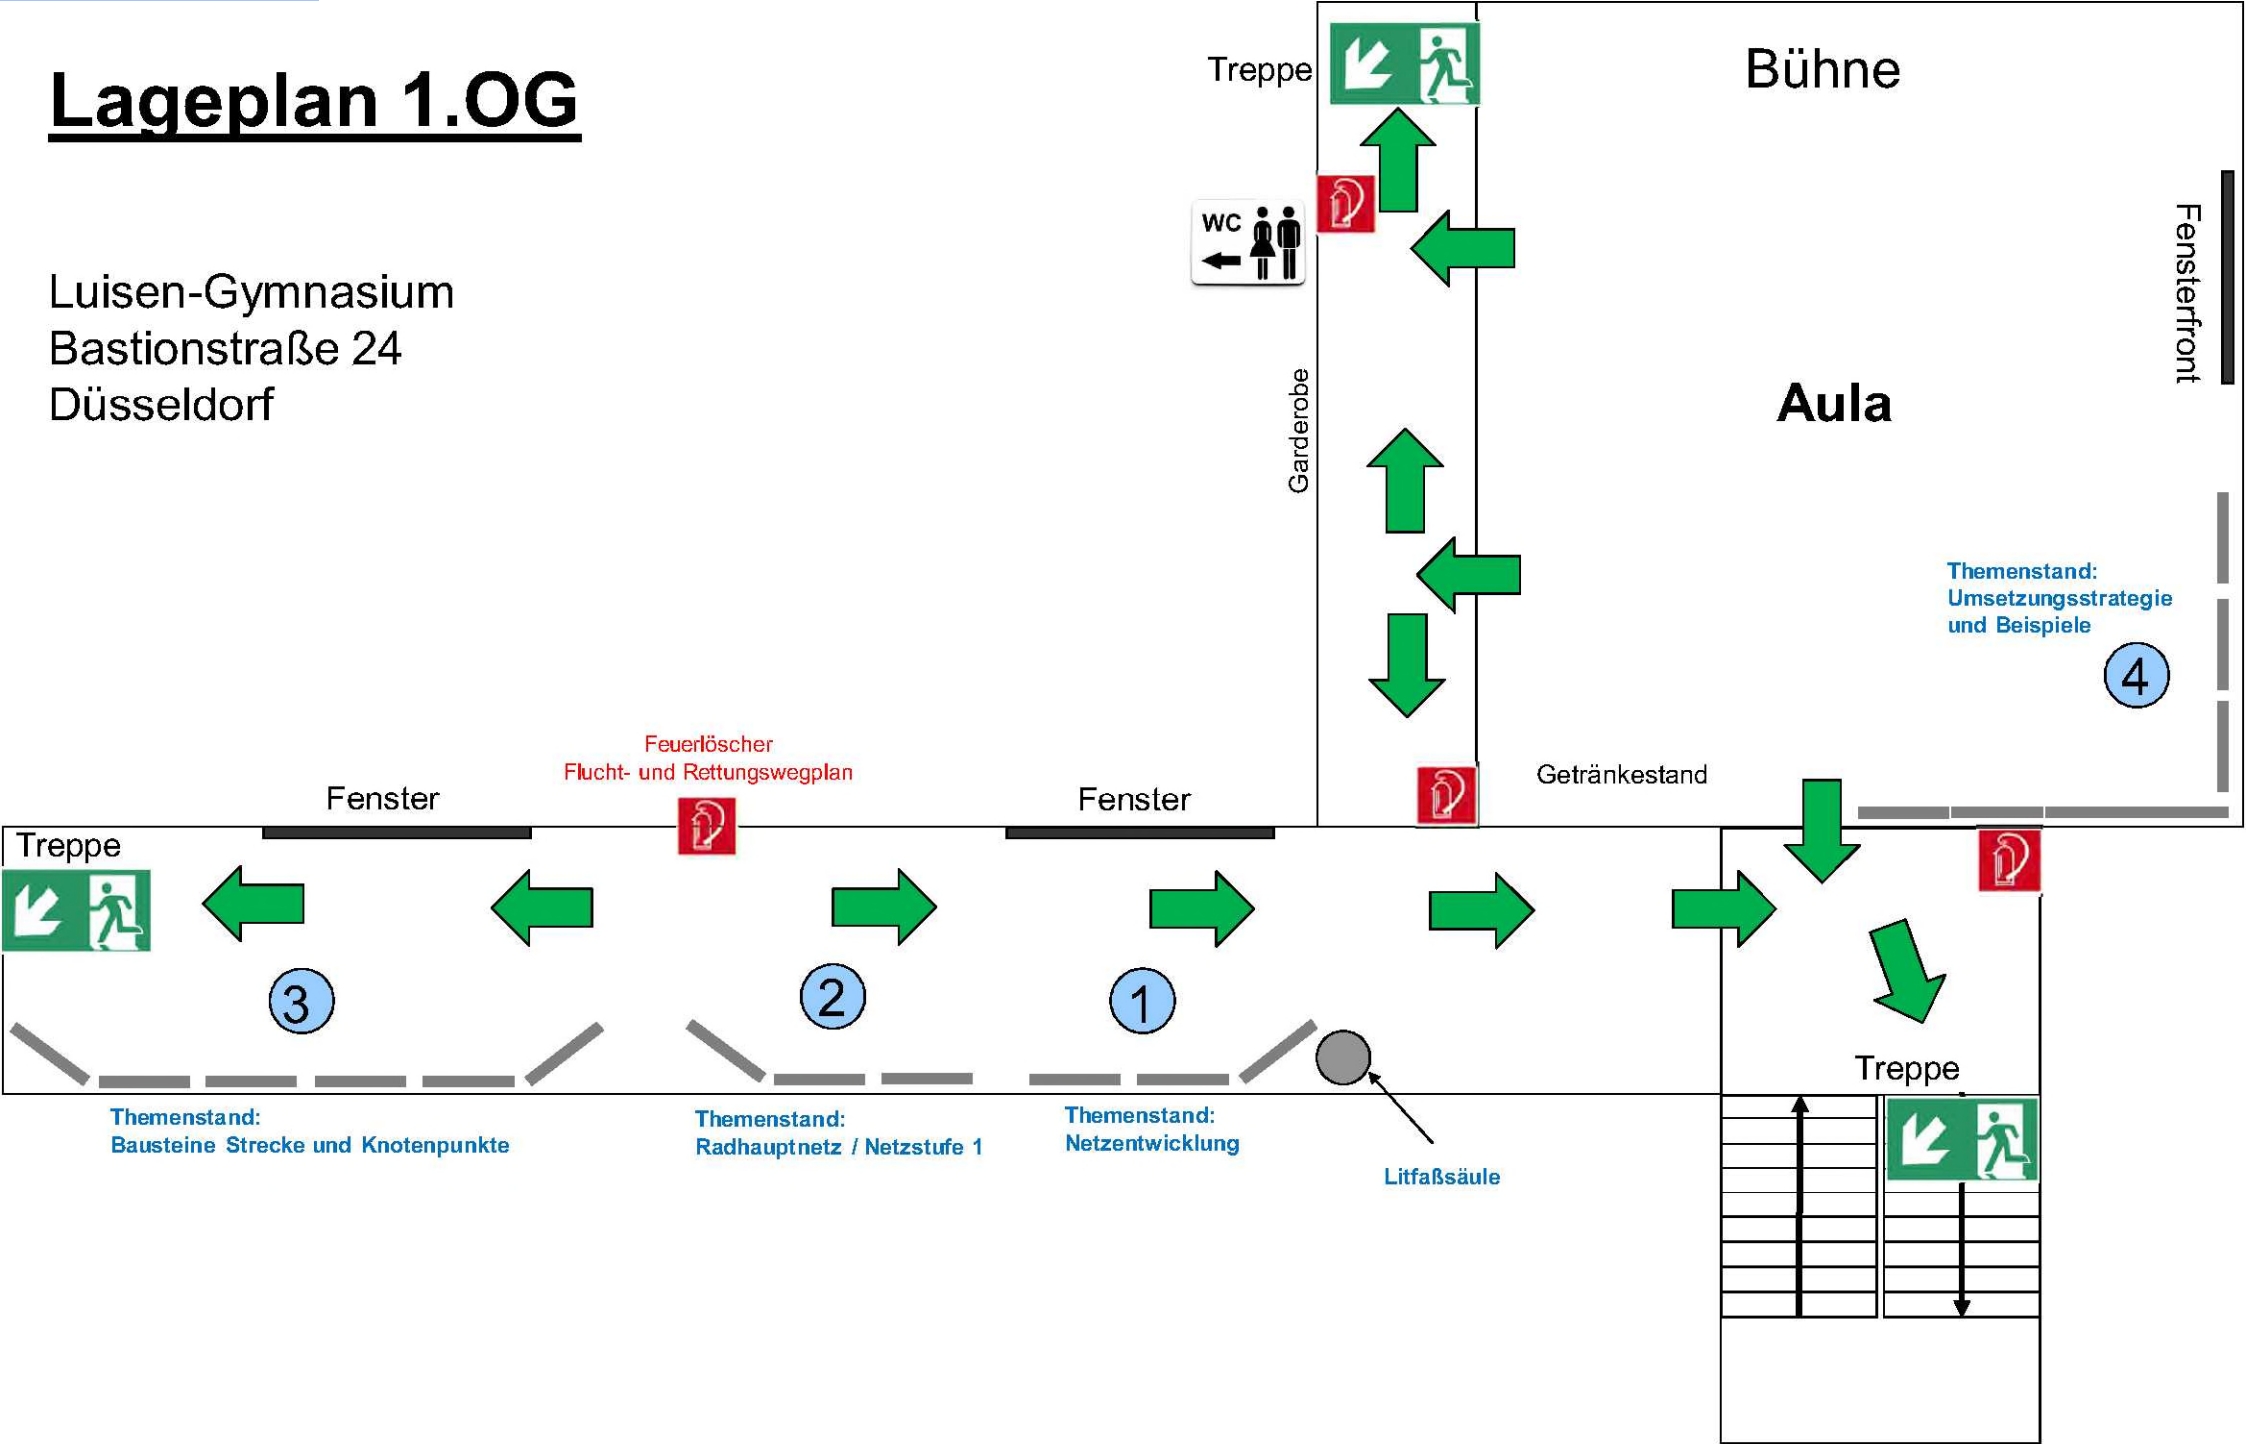 Lageplan 1.OG
Luisen-Gymnasium
Bastionstraße 24
Düsseldorf
Treppe
Bühne
WC
Fensterfront
Garderobe
Aula
Themenstand:
Umsetzungsstrategie
und Beispiele
4
Feuerlöscher
Flucht- und Rettungswegplan
Getränkestand
Fenster
Fenster
Treppe
3
2
1
Treppe
Themenstand:
Bausteine Strecke und Knotenpunkte
Themenstand:
Radhauptnetz / Netzstufe 1
Themenstand:
Netzentwicklung
Litfaßsäule